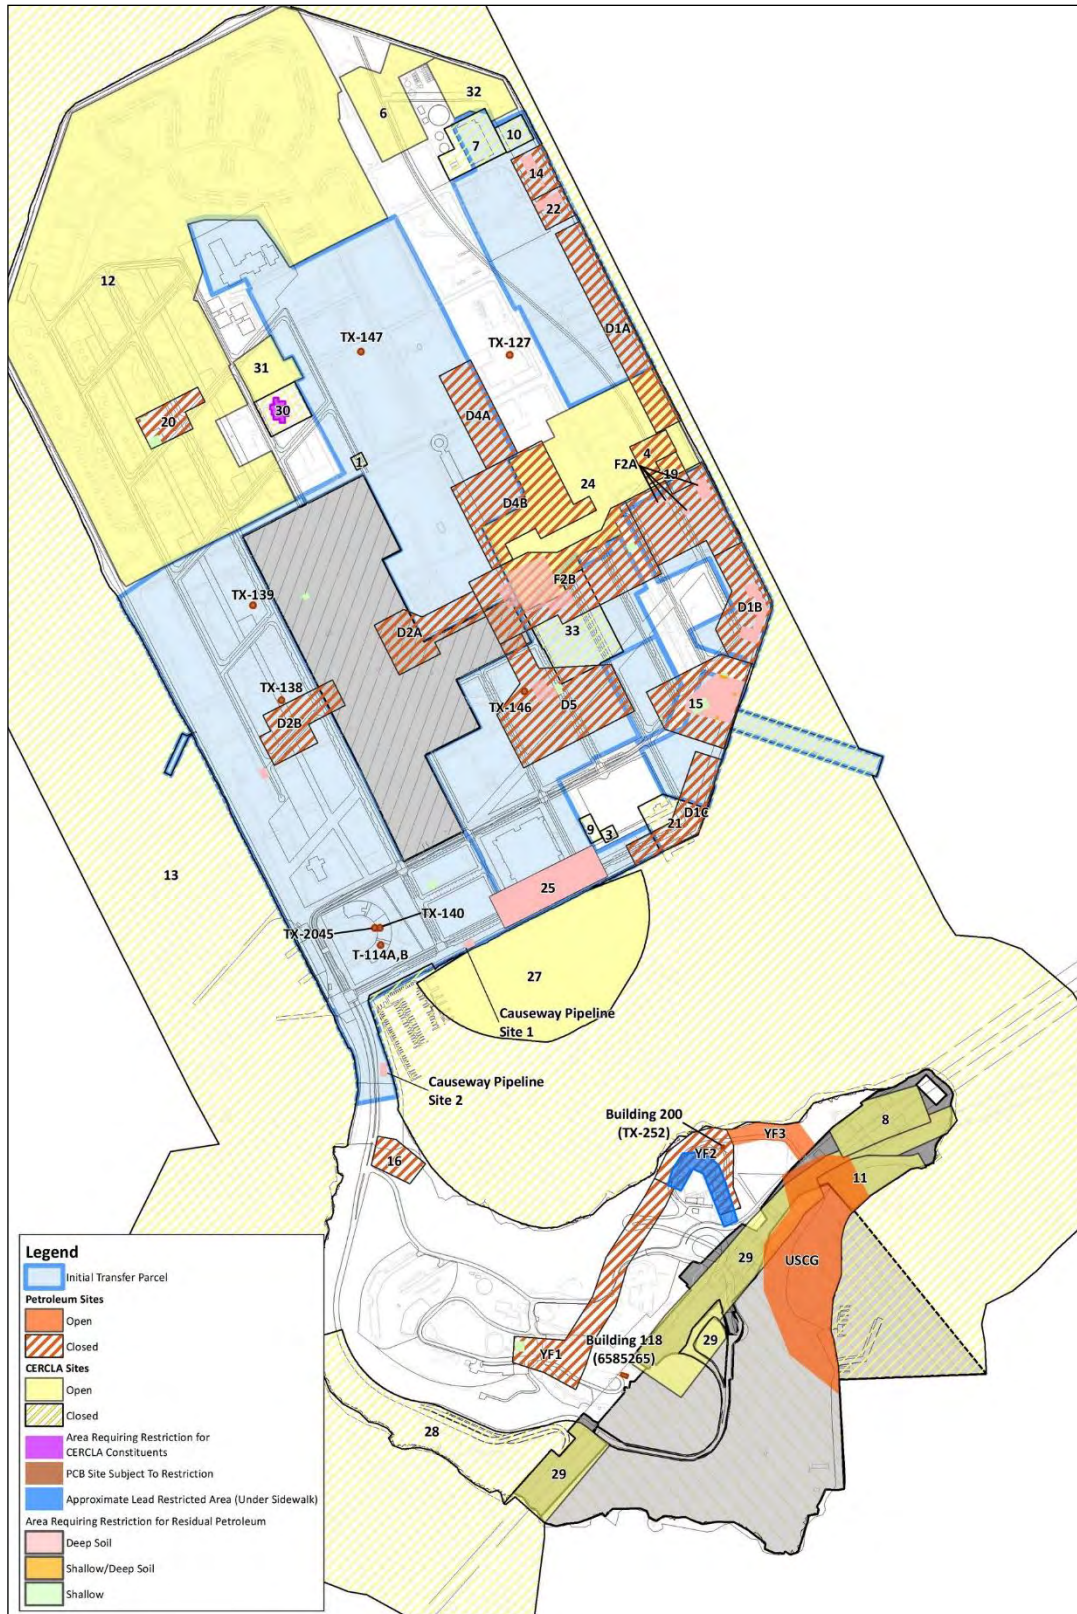 32
6
10
7
14
22
12
D1A
TX-147
TX-127
31
30
20
D4A
1
4
F2A
19
24
D4B
F2B
TX-139
D1B
D2A
33
TX-138
TX-146
D5
15
D2B
13
D1C
21
9
3
25
TX-140
TX-2045
T-114A,B
27
Causeway Pipeline
Site 1
Causeway Pipeline
Site 2
Building 200
(TX-252)
YF3
8
YF2
16
11
29
USCG
Building 118
(6585265)
29
YF1
28
29
Legend
Initial Transfer Parcel
Petroleum Sites
Open
Closed
CERCLA Sites
Open
Closed
Area Requiring Restriction for
CERCLA Constituents
PCB Site Subject To Restriction
Approximate Lead Restricted Area (Under Sidewalk)
Area Requiring Restriction for Residual Petroleum
Deep Soil
Shallow/Deep Soil
Shallow